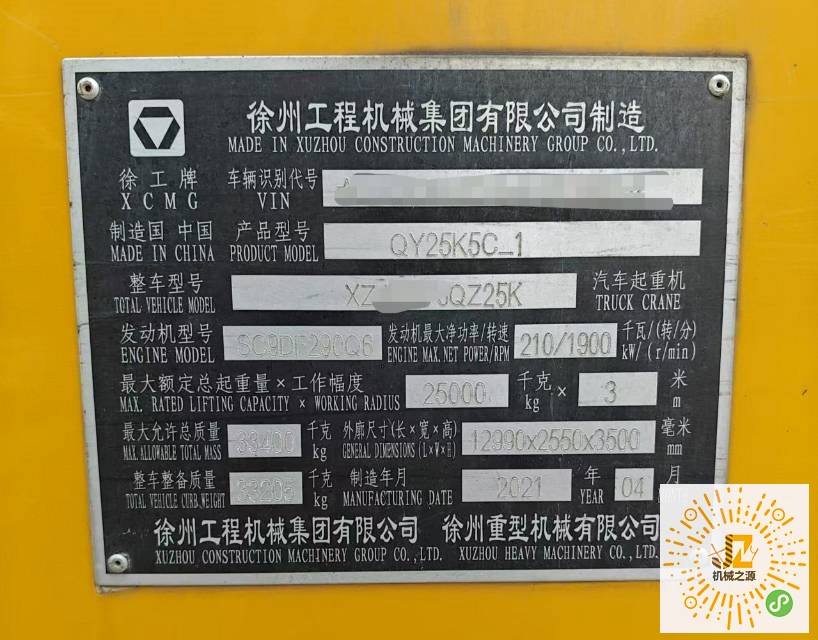 徐州工程机械集团有限公司制造
MADE IN XUZHOU CONSTRUCTION MACHINERY GROUP CO.,LTD.
徐工牌 车辆识别代号
XCMG VIN
制造国 中国 产品型号 QY25K5C_1
MADE IN CHINA PRODUCT MODEL
整车型号 XZ JQZ25K 汽车起重机
TOTAL VEHICLE MODEL TRUCK CRANE
发动机型号 SC9DF290Q6 发动机最大净功率/转速 210/1900 千瓦/(转/分)
ENGINE MODEL ENGINE MAX.NET POWER/RPM kW/(r/min)
最大额定总起重量×工作幅度 25000 千克 × 3 米
MAX. RATED LIFTING CAPACITY × WORKING RADIUS kg m
最大允许总质量 33400 千克 外廓尺寸(长×宽×高) 12990x2550x3500 毫米
MAX. ALLOWABLE TOTAL MASS kg GENERAL DIMENSIONS (L×W×H) mm
整车整备质量 33205 千克 制造年月 2021 年 04 月
TOTAL VEHICLE CURB.WEIGHT kg MANUFACTURING DATE YEAR
徐州工程机械集团有限公司 徐州重型机械有限公司
XUZHOU CONSTRUCTION MACHINERY GROUP CO.,LTD. XUZHOU HEAVY MACHINERY CO.,LTD.
机械之源